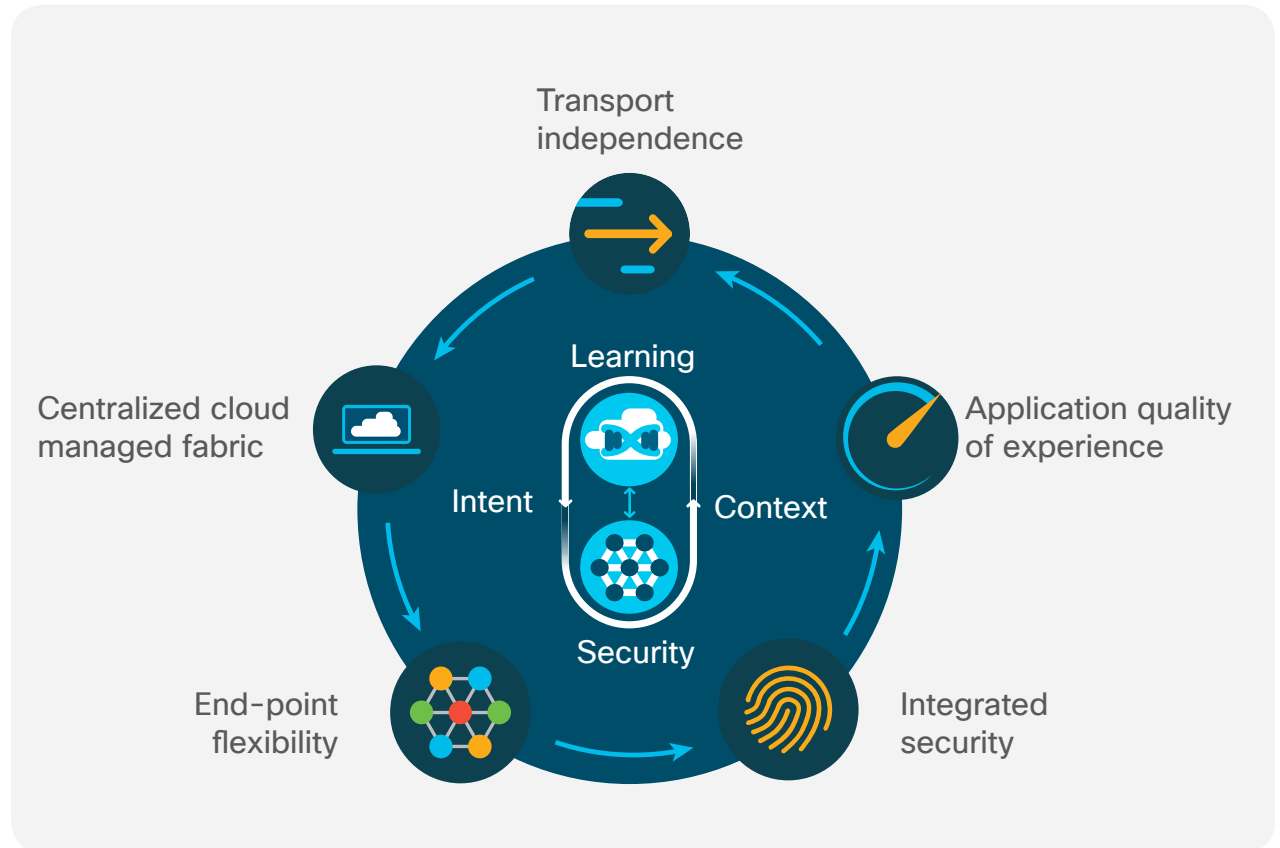 Transport
independence
Learning
Centralized cloud
managed fabric
Application quality
of experience
Intent
Context
Security
End-point
flexibility
Integrated
security